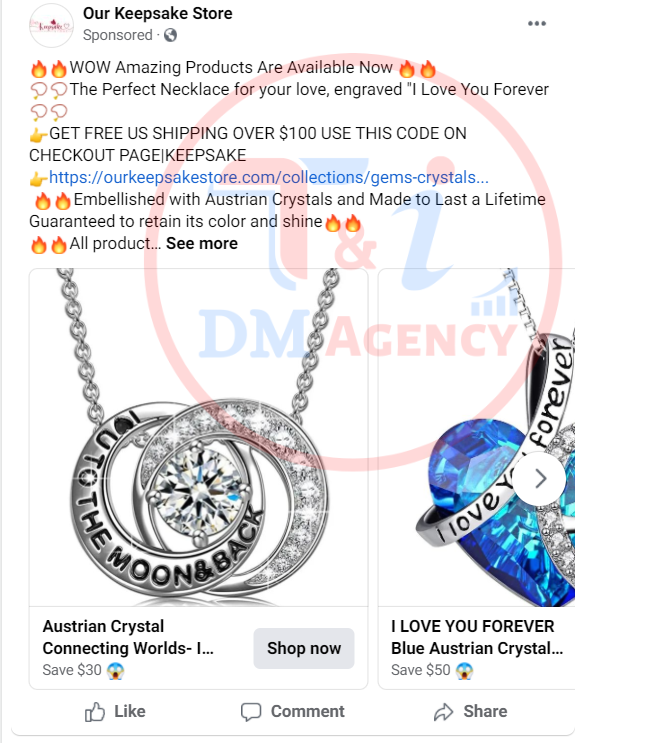 Keepsake
Our Keepsake Store
Sponsored ·
🔥🔥WOW Amazing Products Are Available Now 🔥🔥
The Perfect Necklace for your love, engraved "I Love You Forever
👉GET FREE US SHIPPING OVER $100 USE THIS CODE ON
CHECKOUT PAGE|KEEPSAKE
👉https://ourkeepsakestore.com/collections/gems-crystals...
🔥🔥Embellished with Austrian Crystals and Made to Last a Lifetime
Guaranteed to retain its color and shine🔥🔥
🔥🔥All product... See more
T&i
DM AGENCY
I U TO THE MOON & BACK
I love you forever
Austrian Crystal
Connecting Worlds- I...
Save $30 😱
Shop now
I LOVE YOU FOREVER
Blue Austrian Crystal...
Save $50 😱
Like
Comment
Share